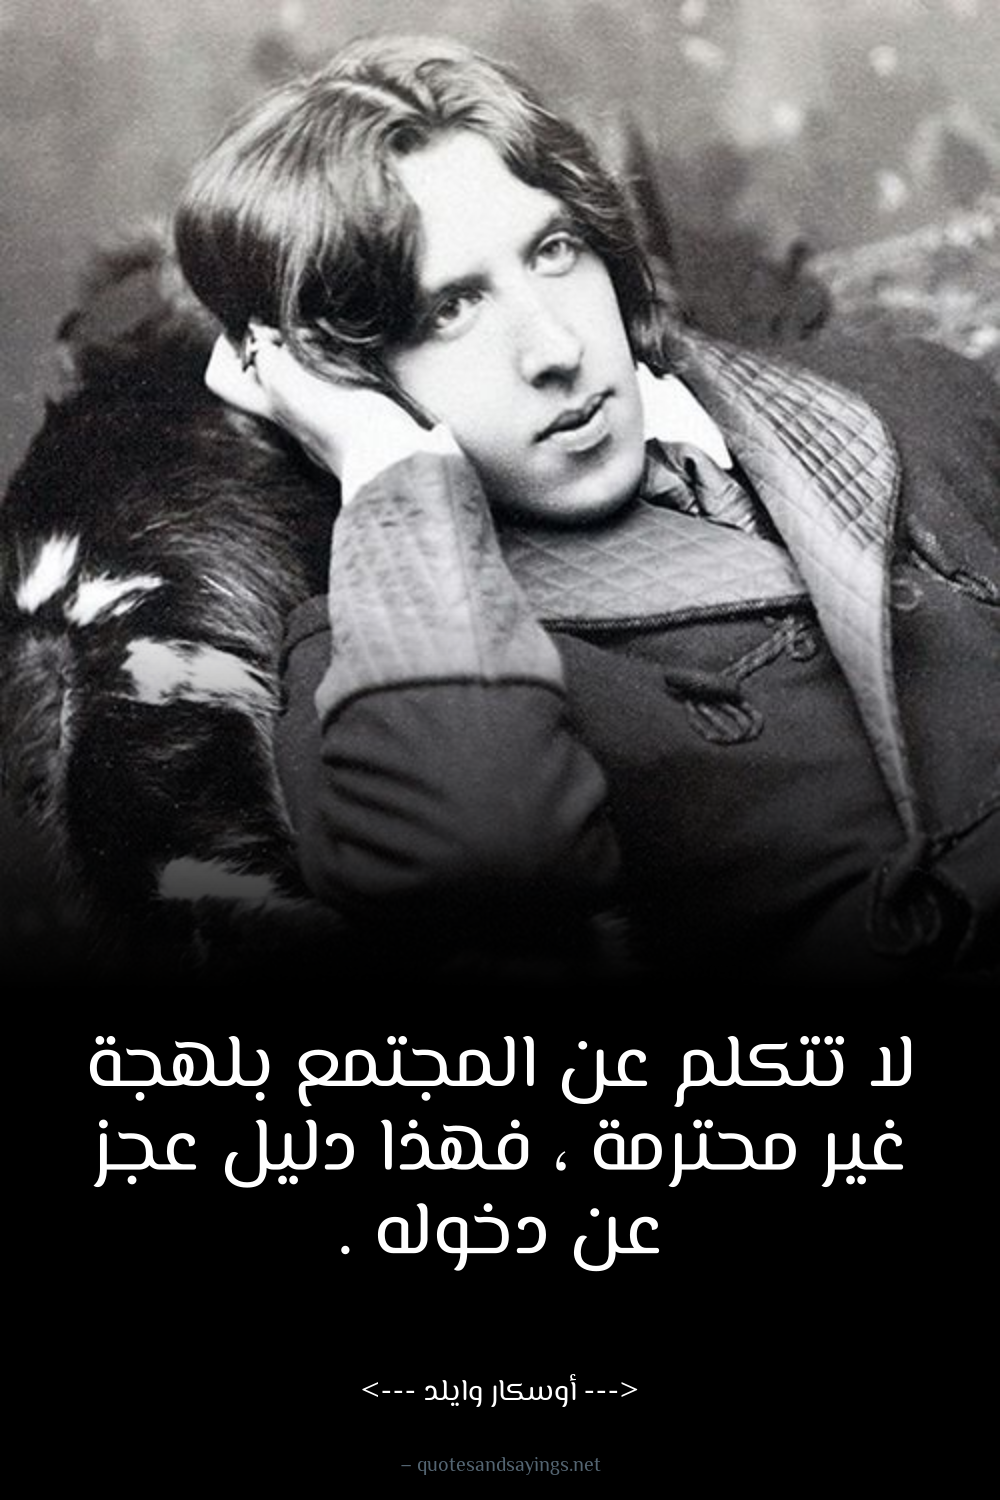 لا تتكلم عن المجتمع بلهجة
غير محترمة ، فهذا دليل عجز
عن دخوله .
<--- أوسكار وايلد --->
– quotesandsayings.net